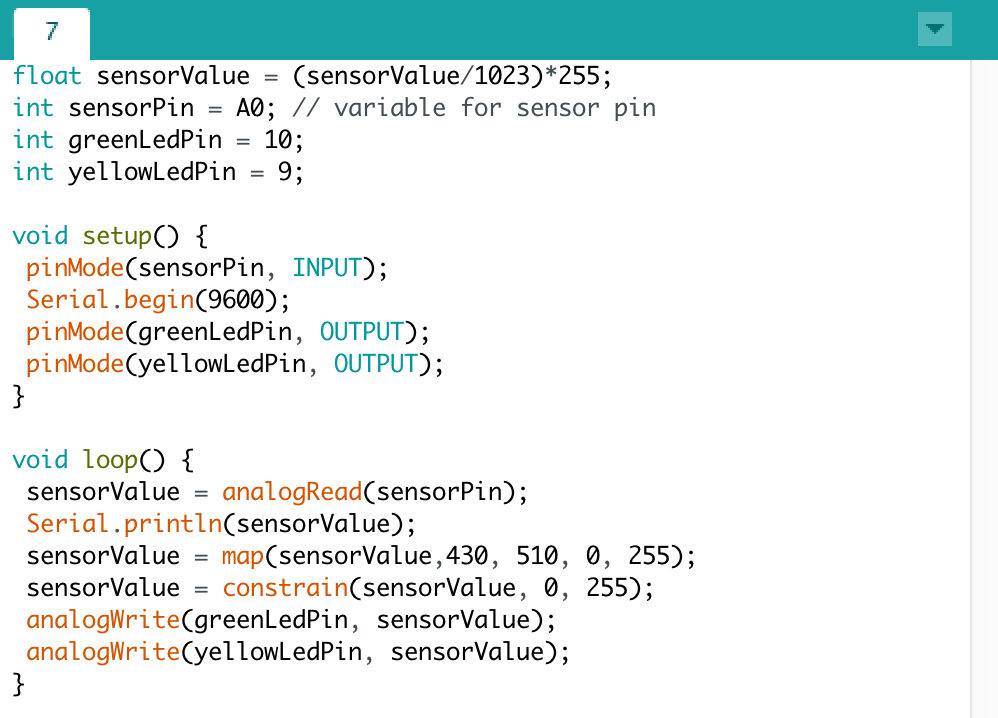 7
float sensorValue = (sensorValue/1023)*255;
int sensorPin = A0; // variable for sensor pin
int greenLedPin = 10;
int yellowLedPin = 9;

void setup() {
 pinMode(sensorPin, INPUT);
 Serial.begin(9600);
 pinMode(greenLedPin, OUTPUT);
 pinMode(yellowLedPin, OUTPUT);
}

void loop() {
 sensorValue = analogRead(sensorPin);
 Serial.println(sensorValue);
 sensorValue = map(sensorValue,430, 510, 0, 255);
 sensorValue = constrain(sensorValue, 0, 255);
 analogWrite(greenLedPin, sensorValue);
 analogWrite(yellowLedPin, sensorValue);
}